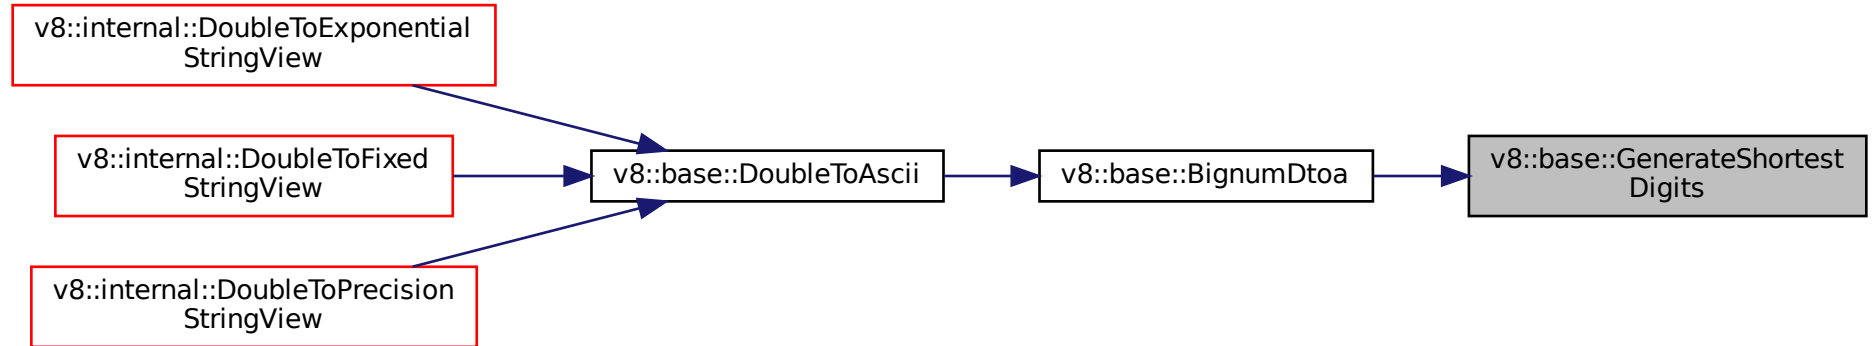 v8::internal::DoubleToExponential
StringView
v8::internal::DoubleToFixed
StringView
v8::internal::DoubleToPrecision
StringView
v8::base::DoubleToAscii
v8::base::BignumDtoa
v8::base::GenerateShortest
Digits